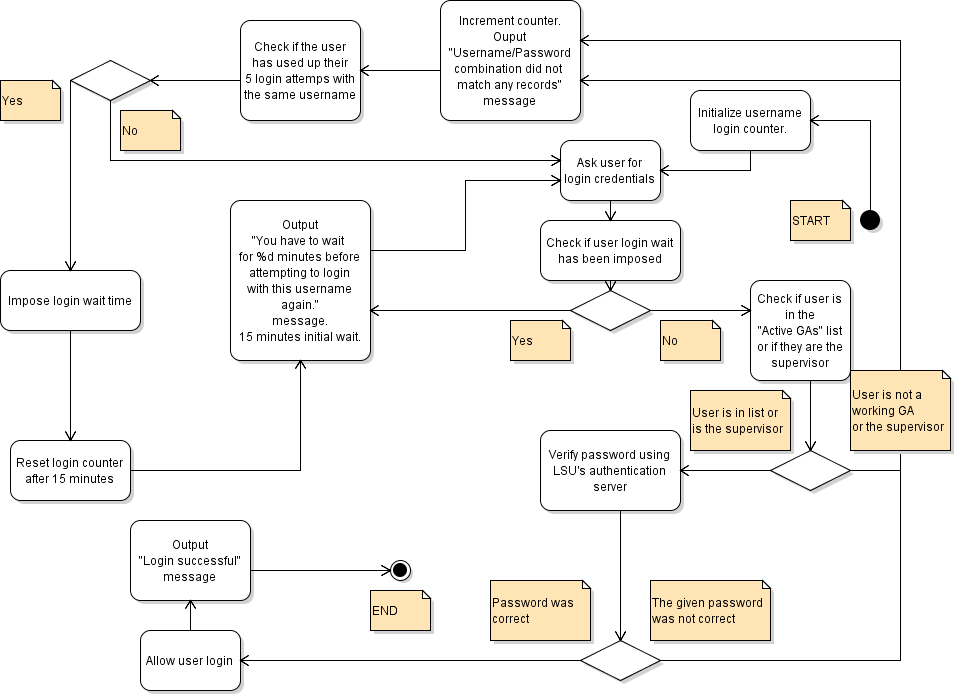 Increment counter.
Ouput
"Username/Password
combination did not
match any records"
message
Check if the user
has used up their
5 login attemps with
the same username
Yes
No
Initialize username
login counter.
Ask user for
login credentials
START
Output
"You have to wait
for %d minutes before
attempting to login
with this username
again."
message.
15 minutes initial wait.
Check if user login wait
has been imposed
Impose login wait time
Yes
No
Check if user is
in the
"Active GAs" list
or if they are the
supervisor
User is in list or
is the supervisor
User is not a
working GA
or the supervisor
Reset login counter
after 15 minutes
Verify password using
LSU's authentication
server
Output
"Login successful"
message
END
Password was
correct
The given password
was not correct
Allow user login